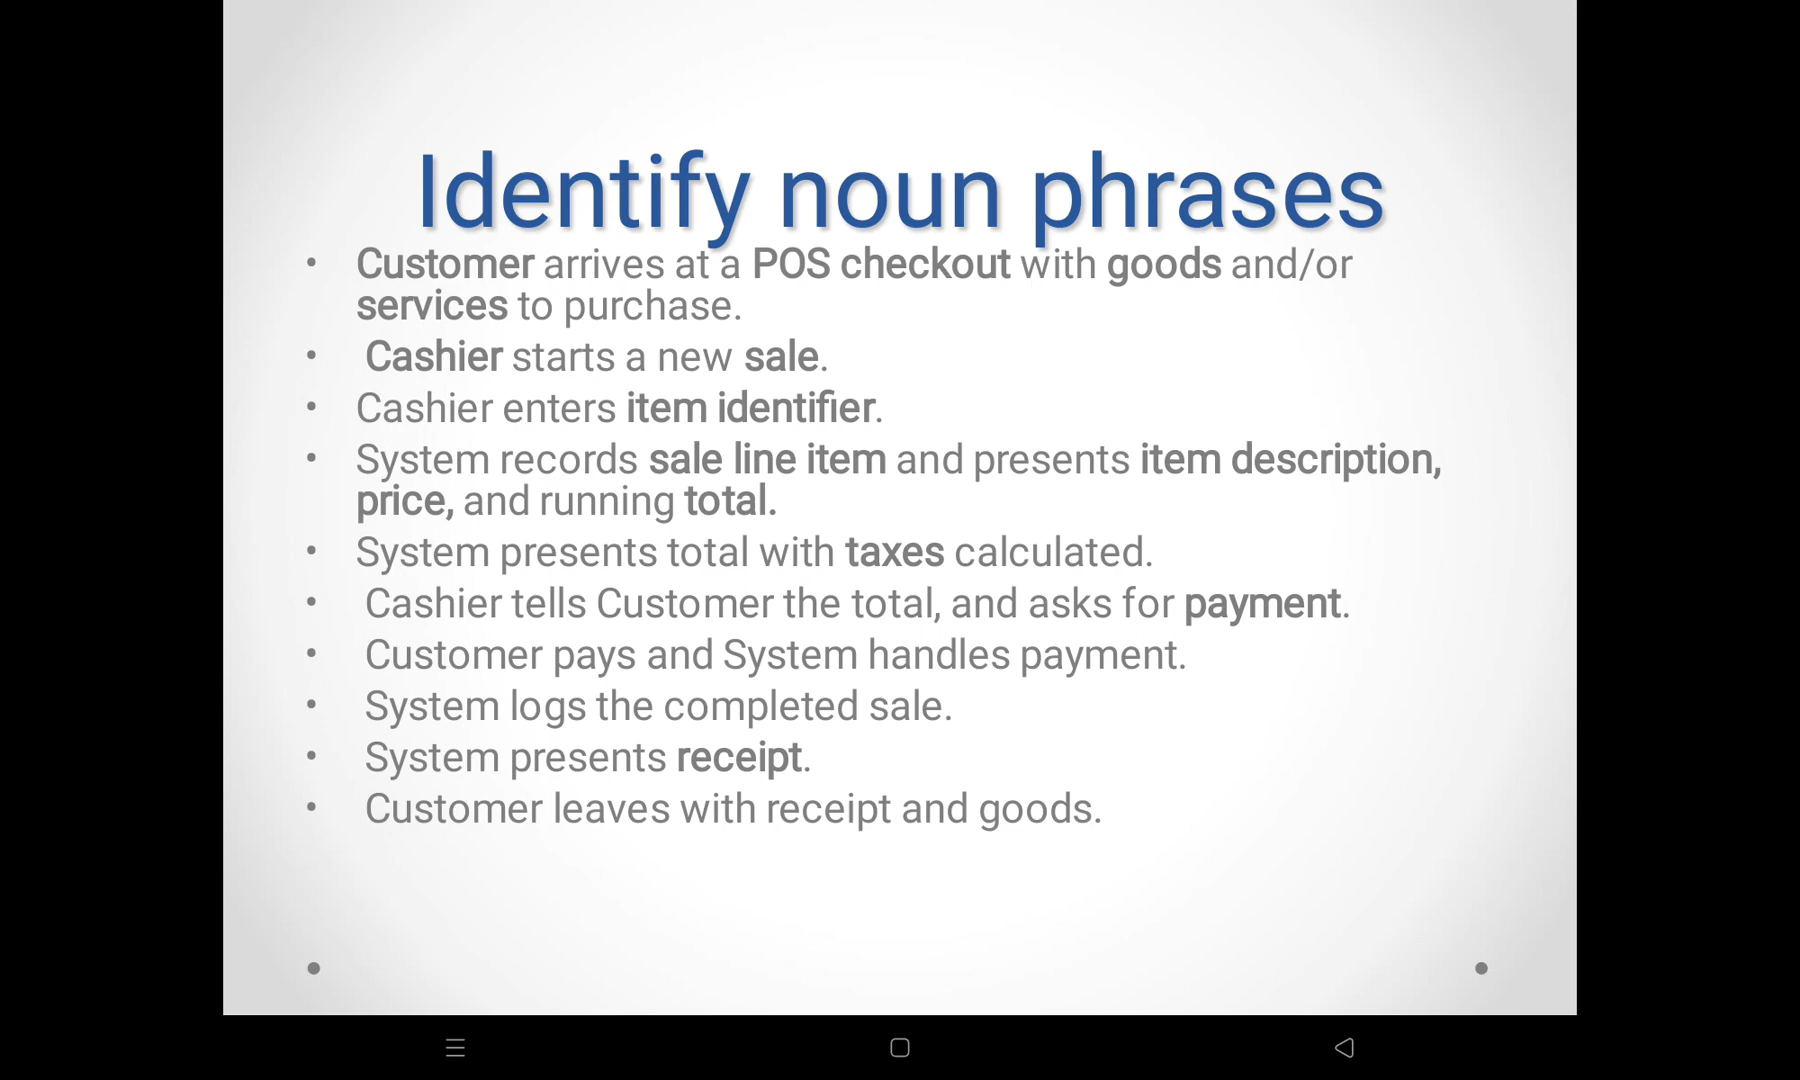 Identify noun phrases
• Customer arrives at a POS checkout with goods and/or
services to purchase.
• Cashier starts a new sale.
• Cashier enters item identifier.
• System records sale line item and presents item description,
price, and running total.
• System presents total with taxes calculated.
• Cashier tells Customer the total, and asks for payment.
• Customer pays and System handles payment.
• System logs the completed sale.
• System presents receipt.
• Customer leaves with receipt and goods.